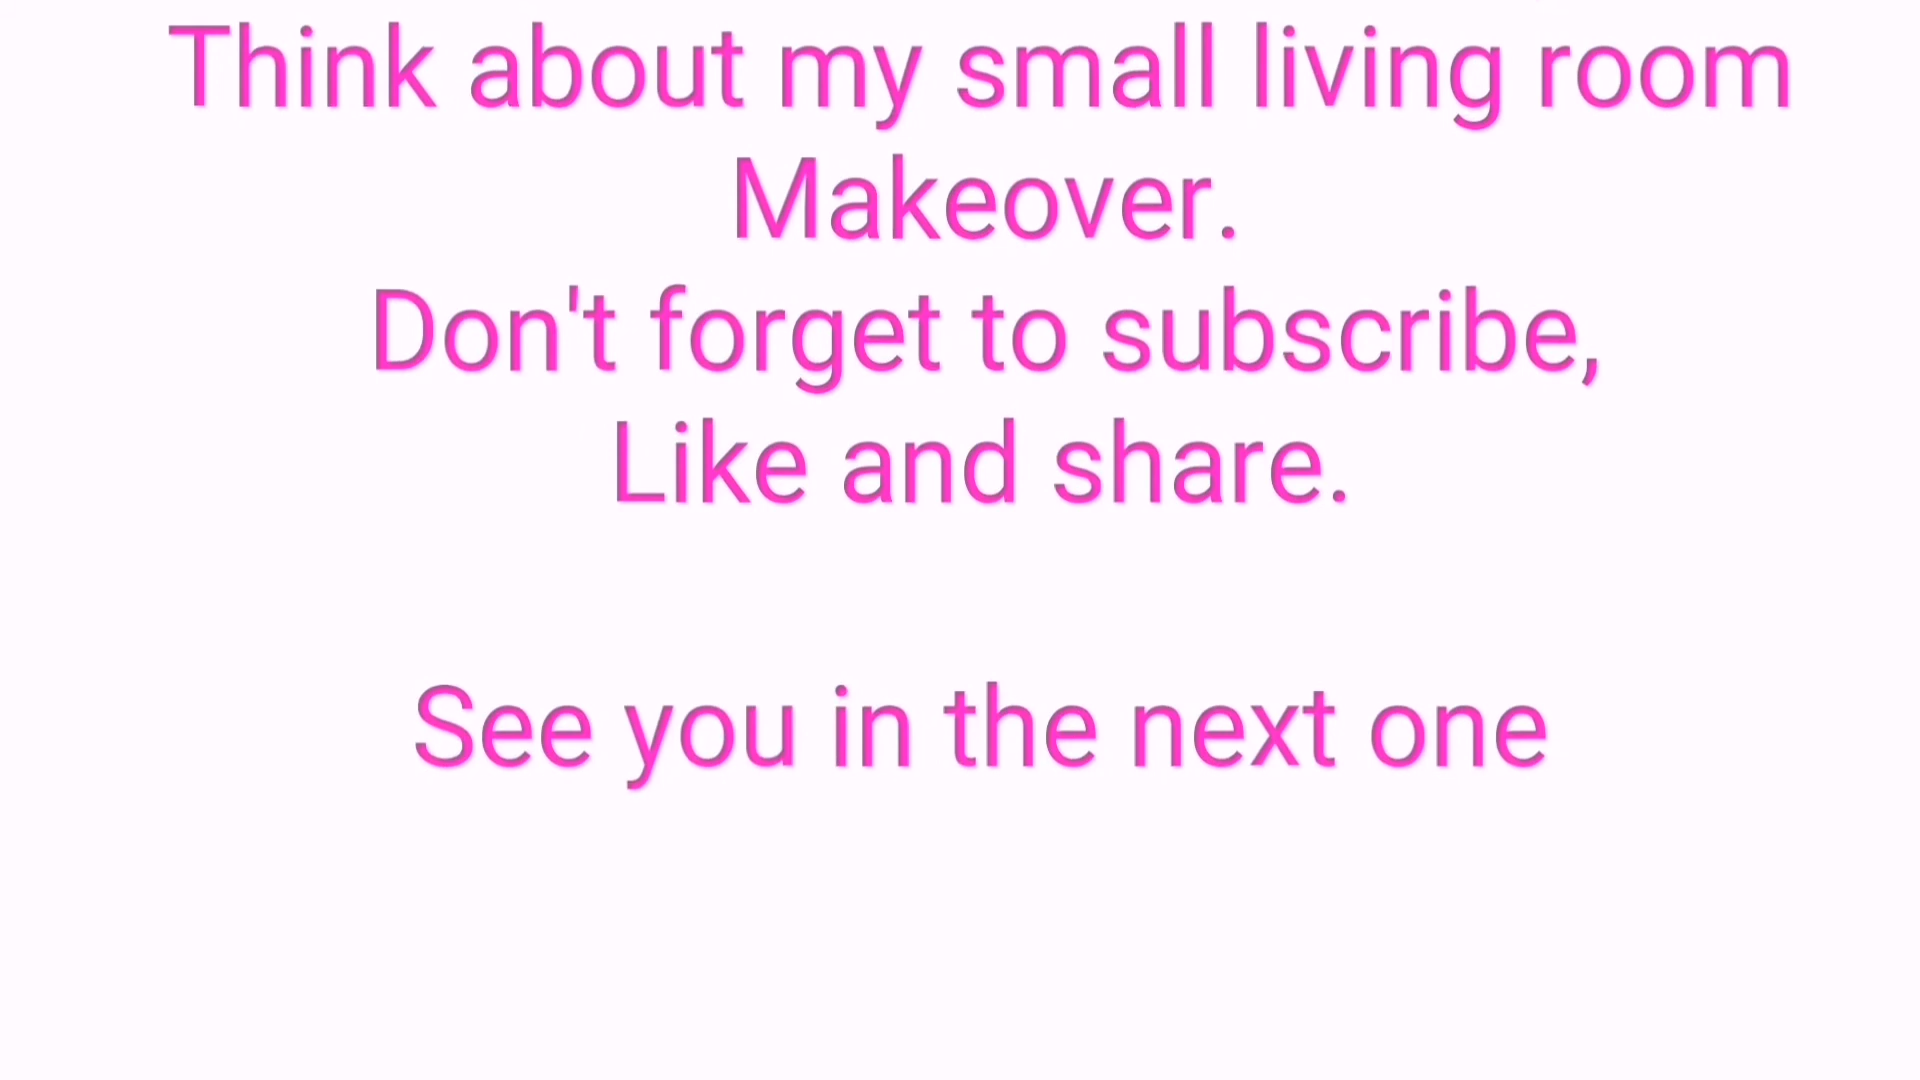 Think about my small living room
Makeover.
Don't forget to subscribe,
Like and share.
See you in the next one